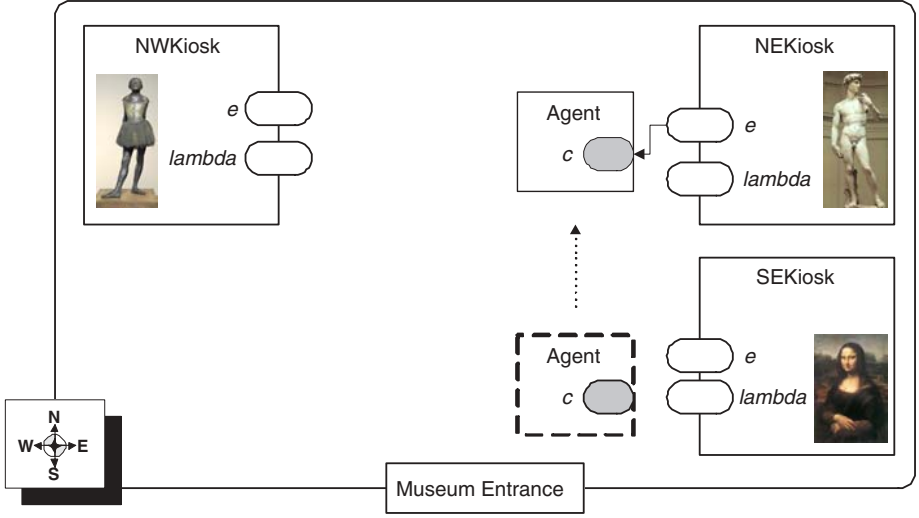 NWKiosk
e
lambda
Agent
c
NEKiosk
e
lambda
SEKiosk
e
lambda
Agent
c
N
W E
S
Museum Entrance